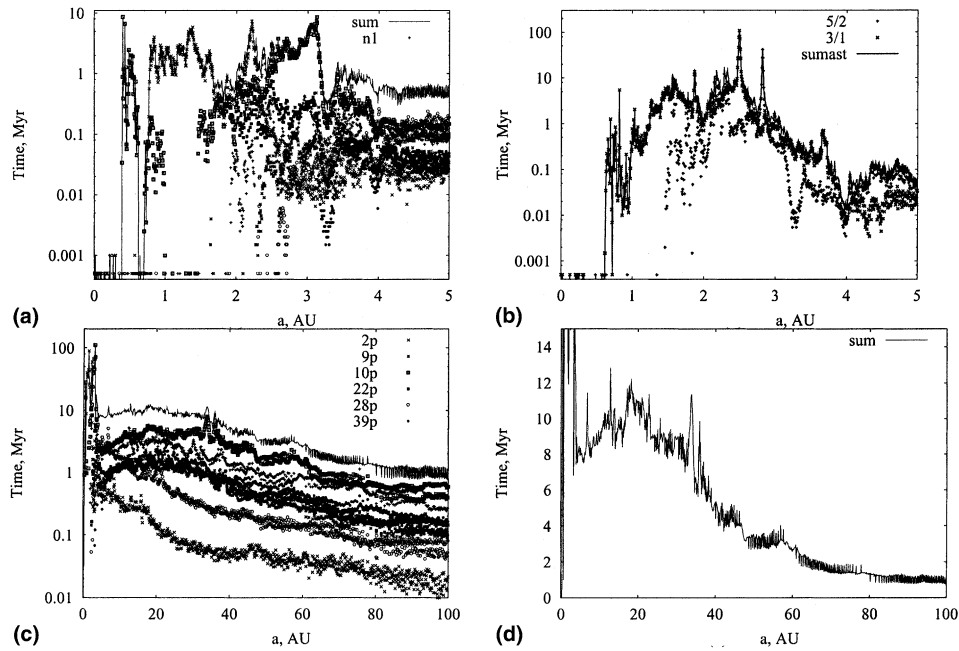 10
1
0.1
0.01
0.001
Time, Myr
sum
n1
0 1 2 3 4 5
a, AU
(a)
100
10
1
0.1
0.01
0.001
Time, Myr
5/2
3/1
sumast
0 1 2 3 4 5
a, AU
(b)
100
10
1
0.1
0.01
Time, Myr
2p
9p
10p
22p
28p
39p
0 20 40 60 80 100
a, AU
(c)
14
12
10
8
6
4
2
0
Time, Myr
sum
0 20 40 60 80 100
a, AU
(d)